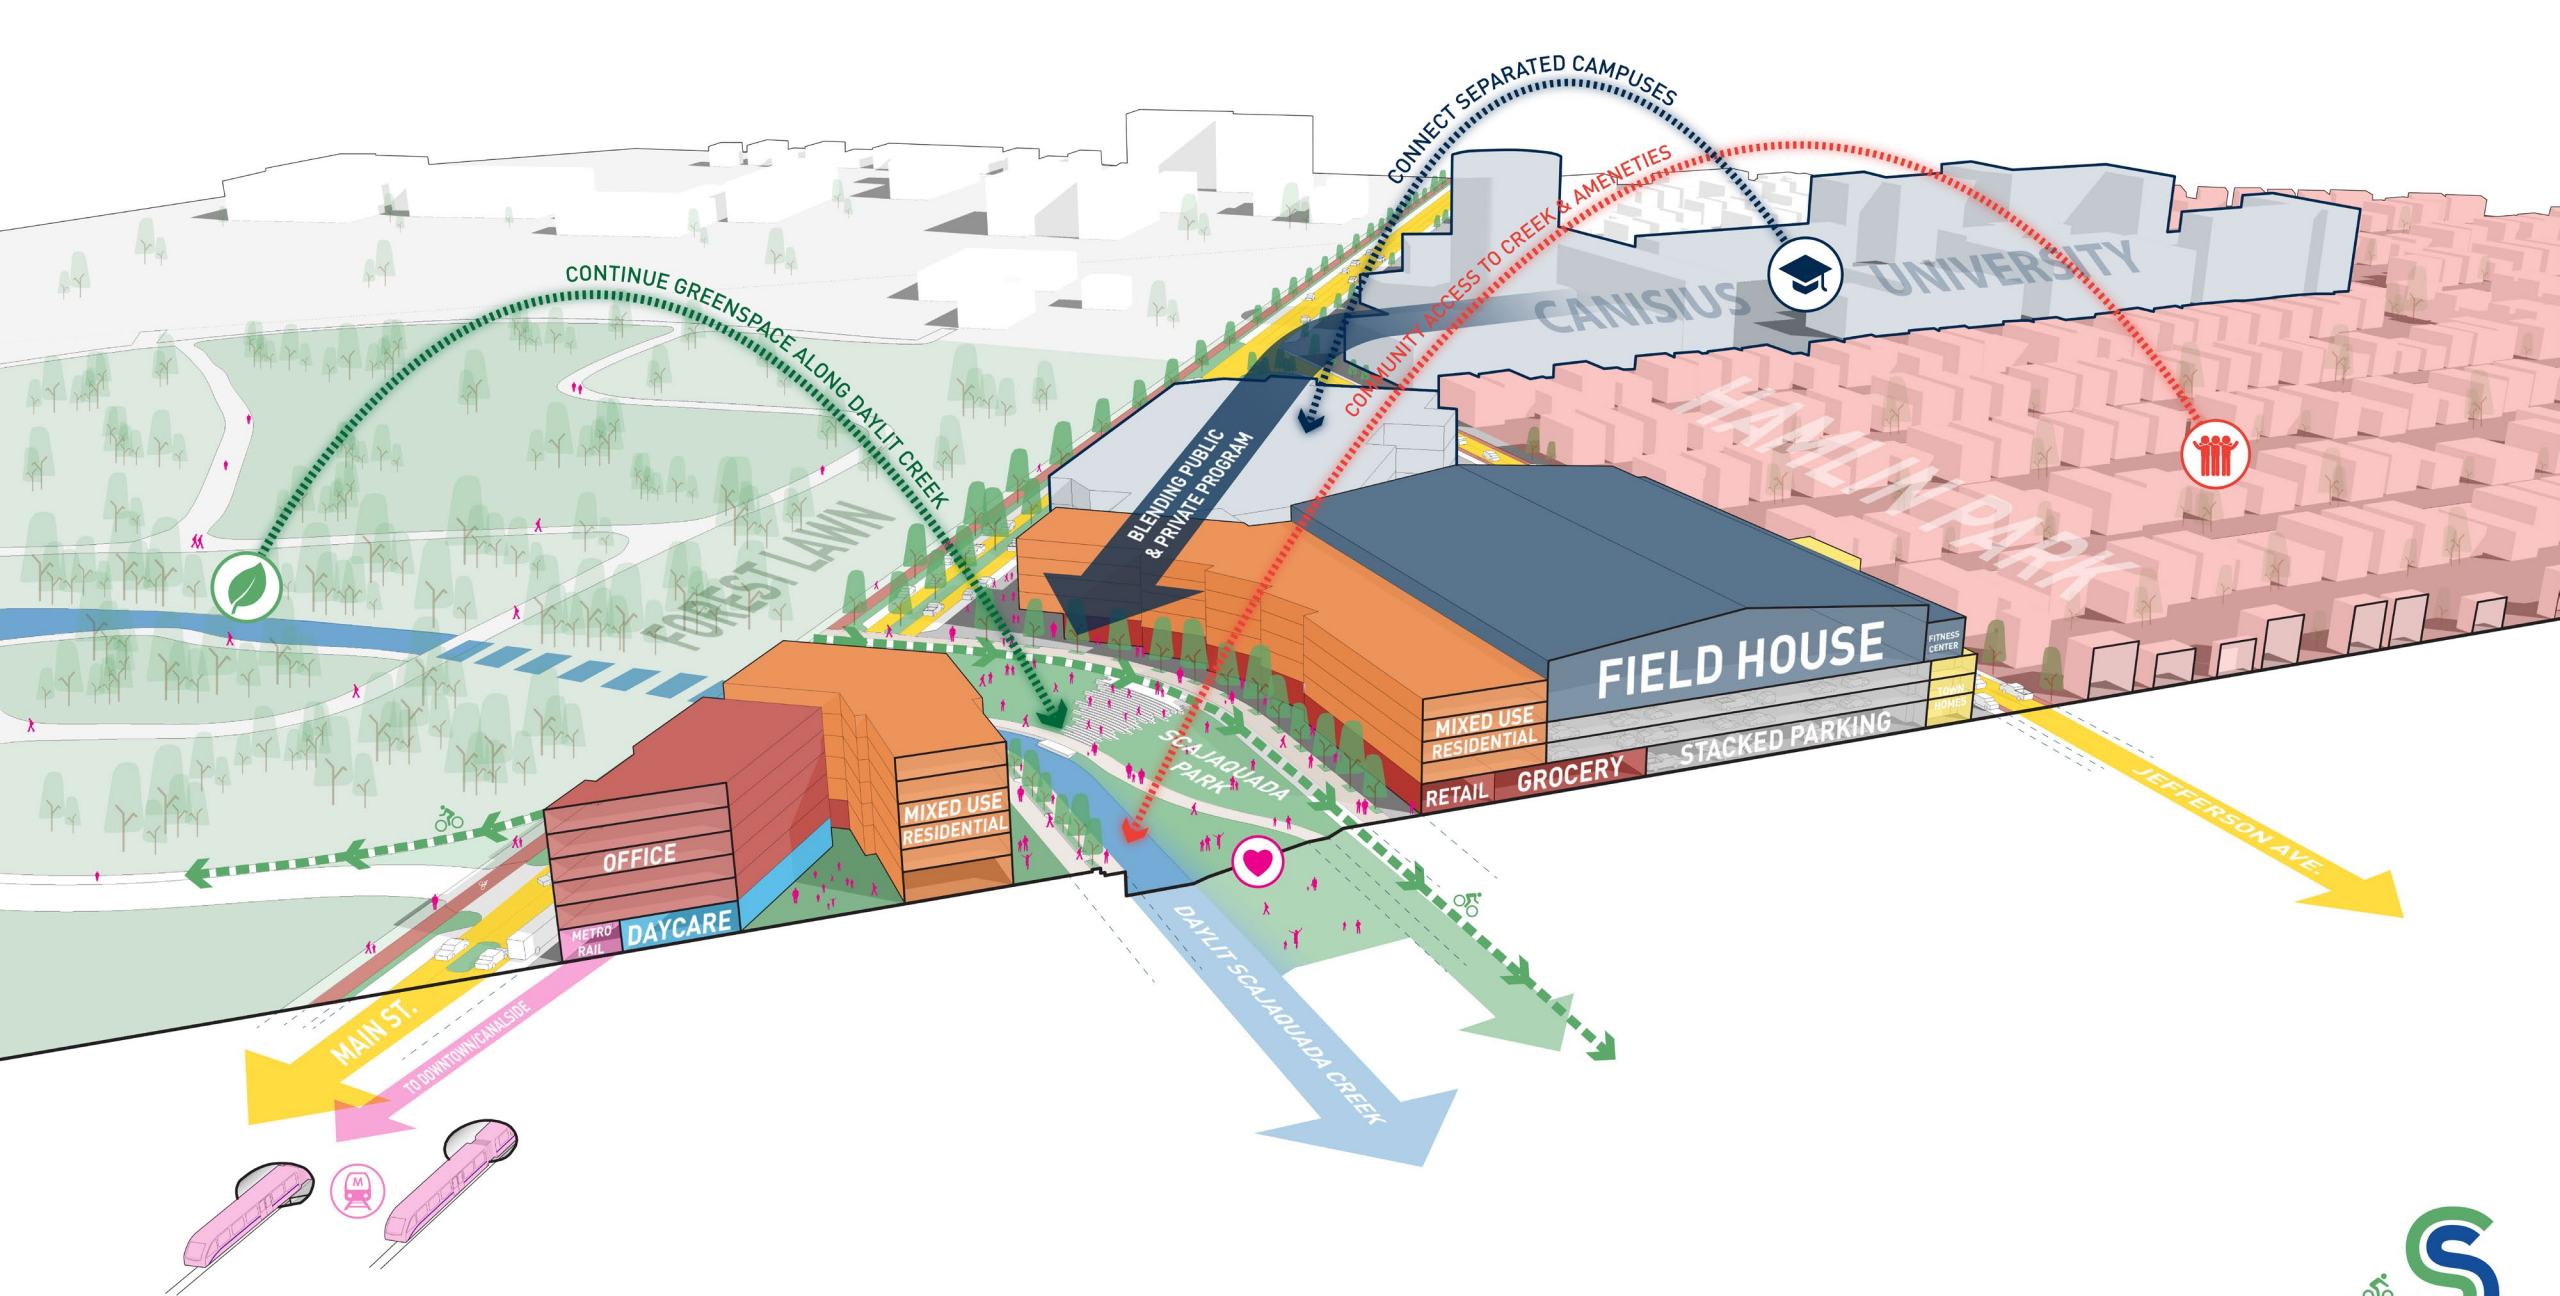 CONNECT SEPARATED CAMPUSES
COMMUNITY ACCESS TO CREEK & AMENETIES
CONTINUE GREENSPACE ALONG DAYLIT CREEK
CANISIUS UNIVERSITY
HAMLIN PARK
BLENDING PUBLIC
& PRIVATE PROGRAM
FOREST LAWN
FIELD HOUSE
FITNESS
CENTER
TOWN
HOMES
MIXED USE
RESIDENTIAL
STACKED PARKING
RETAIL
GROCERY
SCAJAQUADA
PARK
MIXED USE
RESIDENTIAL
OFFICE
METRO
RAIL
DAYCARE
JEFFERSON AVE.
DAYLIT SCAJAQUADA CREEK
MAIN ST.
TO DOWNTOWN/CANALSIDE
M